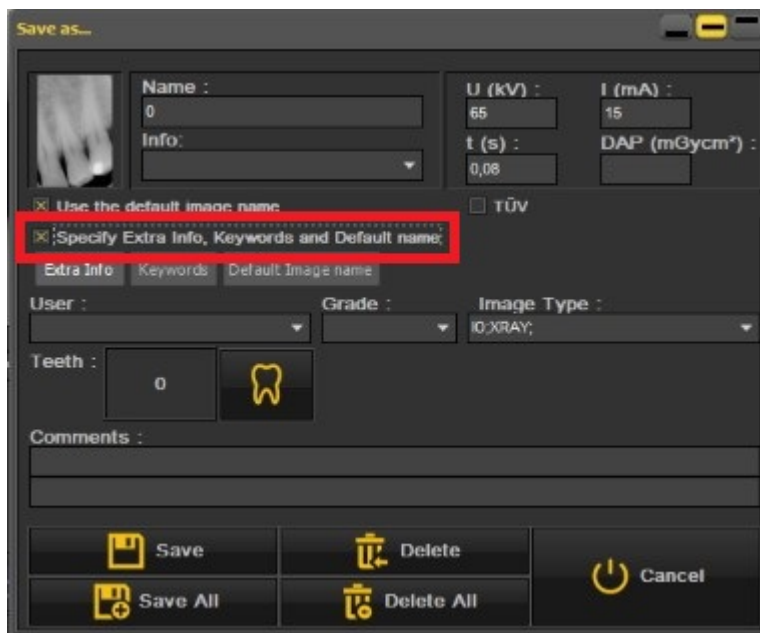 Save as...
Name :
0
Info:
U (kV) :
65
I (mA) :
15
t (s) :
0,08
DAP (mGycm²) :
Use the default image name
TÜV
Specify Extra Info, Keywords and Default name;
Extra Info Keywords Default Image name
User :
Grade :
Image Type :
IO;XRAY;
Teeth :
0
Comments :
Save
Delete
Cancel
Save All
Delete All